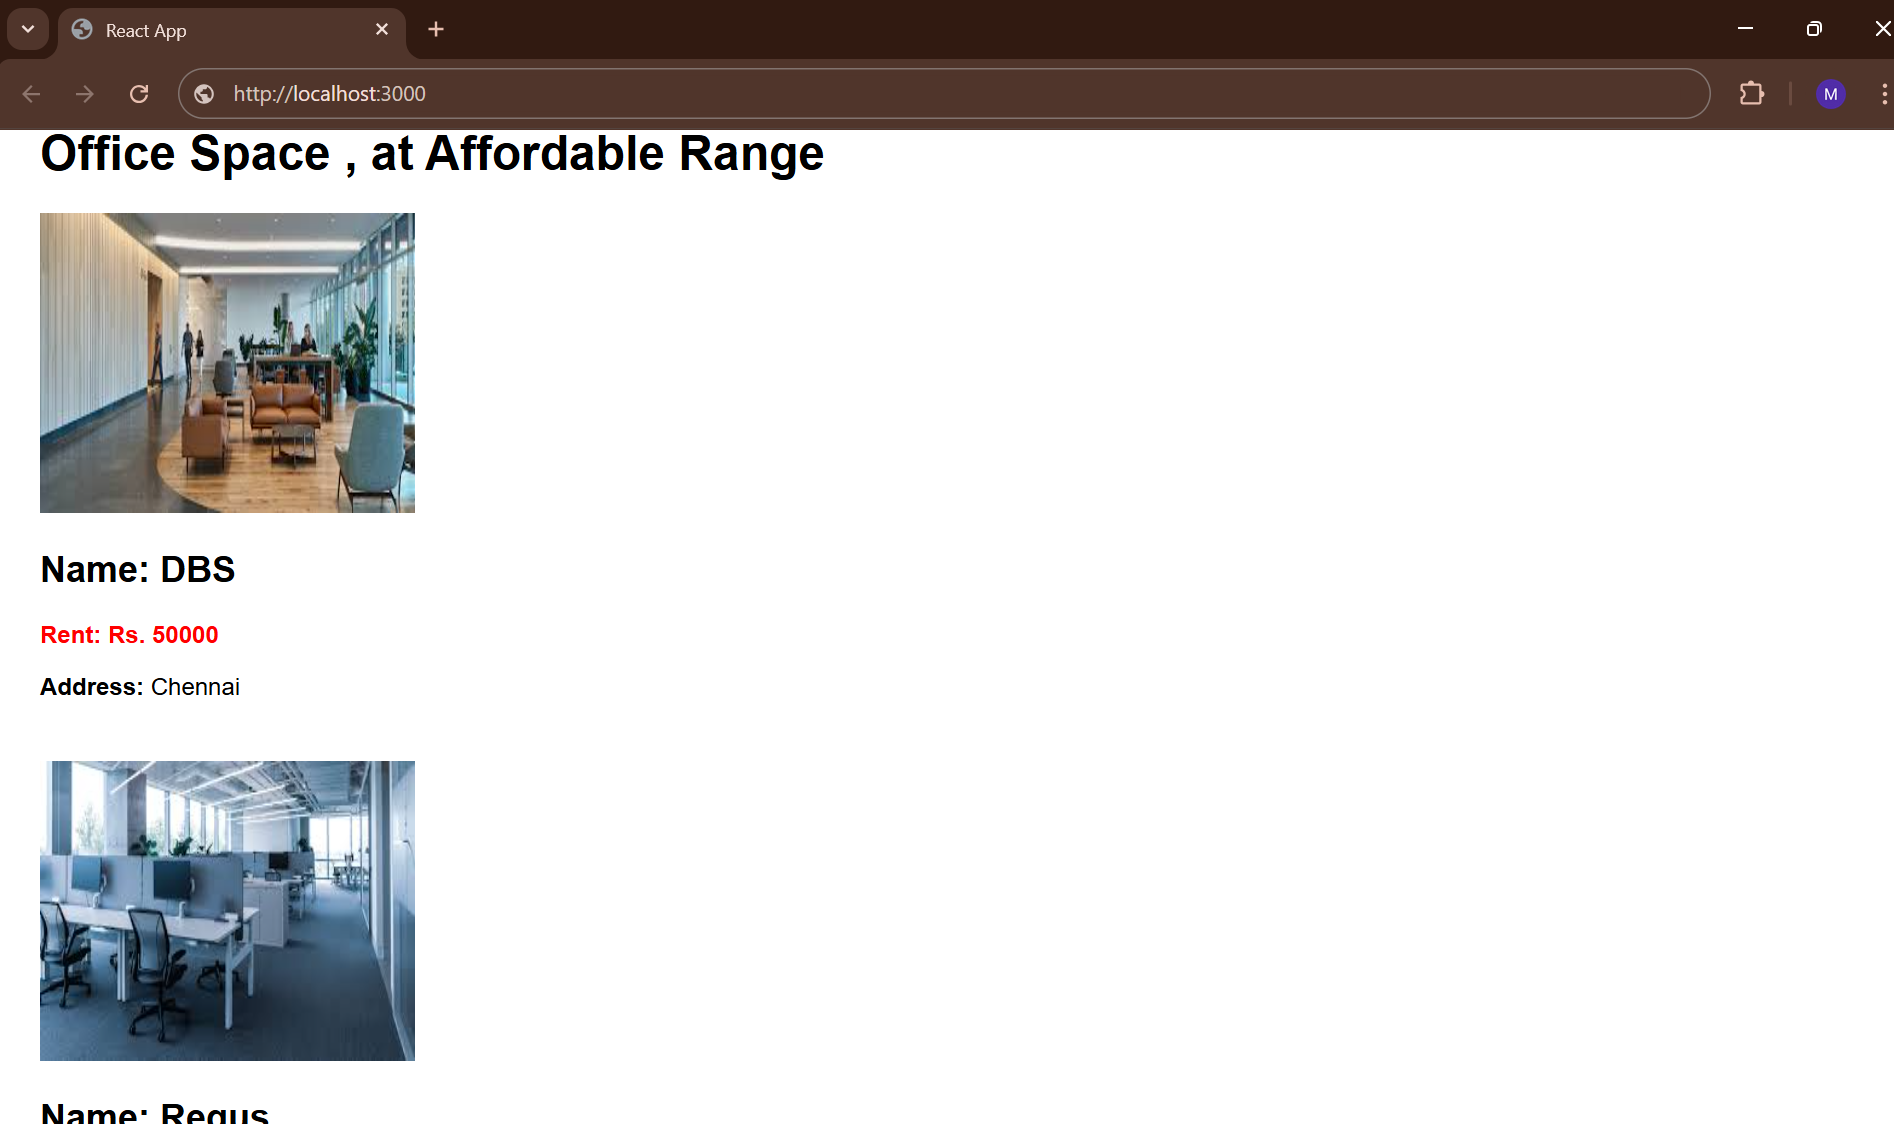 React App
http://localhost:3000
M
Office Space , at Affordable Range
Name: DBS
Rent: Rs. 50000
Address: Chennai
Name: Regus